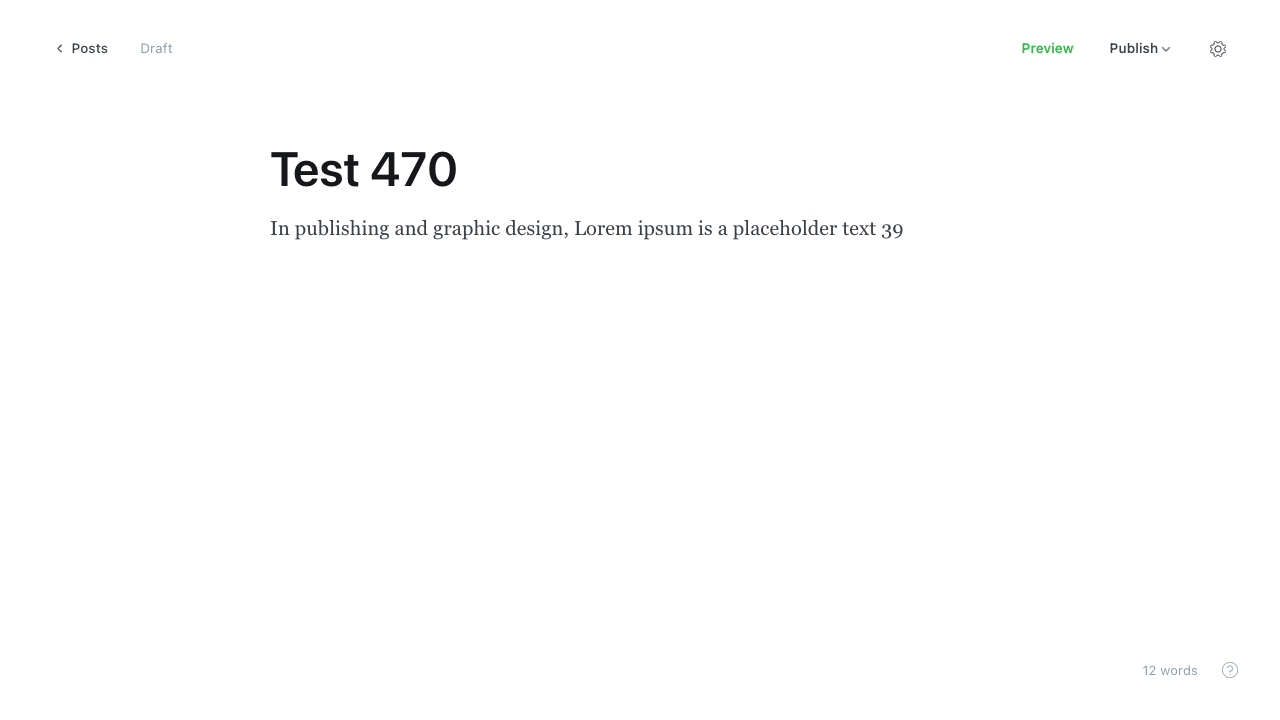 Posts Draft Preview Publish
Test 470
In publishing and graphic design, Lorem ipsum is a placeholder text 39
12 words